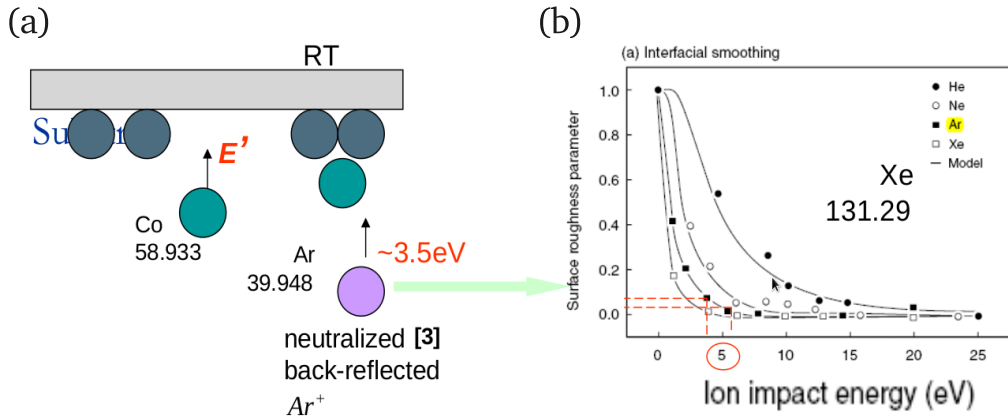 (a)
RT
E’
Co
58.933
Ar
39.948
~3.5eV
neutralized [3]
back-reflected
Ar+
(b)
(a) Interfacial smoothing
Surface roughness parameter
1.0
0.8
0.6
0.4
0.2
0.0
He
Ne
Ar
Xe
Model
Xe
131.29
0 5 10 15 20 25
Ion impact energy (eV)